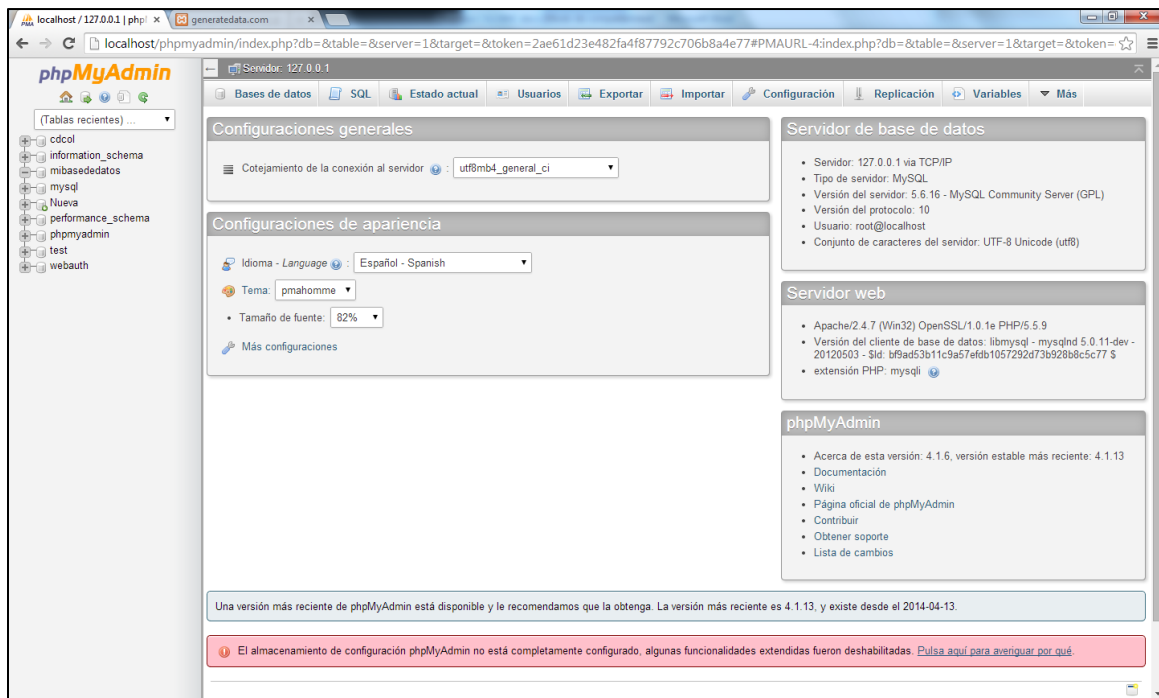 localhost / 127.0.0.1 | phpl
generatedata.com
localhost/phpmyadmin/index.php?db=&table=&server=1&target=&token=2ae61d23e482fa4f87792c706b8a4e77#PMAURL-4:index.php?db=&table=&server=1&target=&token=
phpMyAdmin
(Tablas recientes) ...
cdcol
information_schema
mibasededatos
mysql
Nueva
performance_schema
phpmyadmin
test
webauth
Servidor: 127.0.0.1
Bases de datos SQL Estado actual Usuarios Exportar Importar Configuración Replicación Variables Más
Configuraciones generales
Cotejamiento de la conexión al servidor : utf8mb4_general_ci
Configuraciones de apariencia
Idioma - Language : Español - Spanish
Tema: pmahomme
• Tamaño de fuente: 82%
Más configuraciones
Servidor de base de datos
• Servidor: 127.0.0.1 via TCP/IP
• Tipo de servidor: MySQL
• Versión del servidor: 5.6.16 - MySQL Community Server (GPL)
• Versión del protocolo: 10
• Usuario: root@localhost
• Conjunto de caracteres del servidor: UTF-8 Unicode (utf8)
Servidor web
• Apache/2.4.7 (Win32) OpenSSL/1.0.1e PHP/5.5.9
• Versión del cliente de base de datos: libmysql - mysqlnd 5.0.11-dev -
20120503 - $Id: bf9ad53b11c9a57efdb1057292d73b928b8c5c77 $
• extensión PHP: mysqli
phpMyAdmin
• Acerca de esta versión: 4.1.6, versión estable más reciente: 4.1.13
• Documentación
• Wiki
• Página oficial de phpMyAdmin
• Contribuir
• Obtener soporte
• Lista de cambios
Una versión más reciente de phpMyAdmin está disponible y le recomendamos que la obtenga. La versión más reciente es 4.1.13, y existe desde el 2014-04-13.
El almacenamiento de configuración phpMyAdmin no está completamente configurado, algunas funcionalidades extendidas fueron deshabilitadas. Pulsa aquí para averiguar por qué.